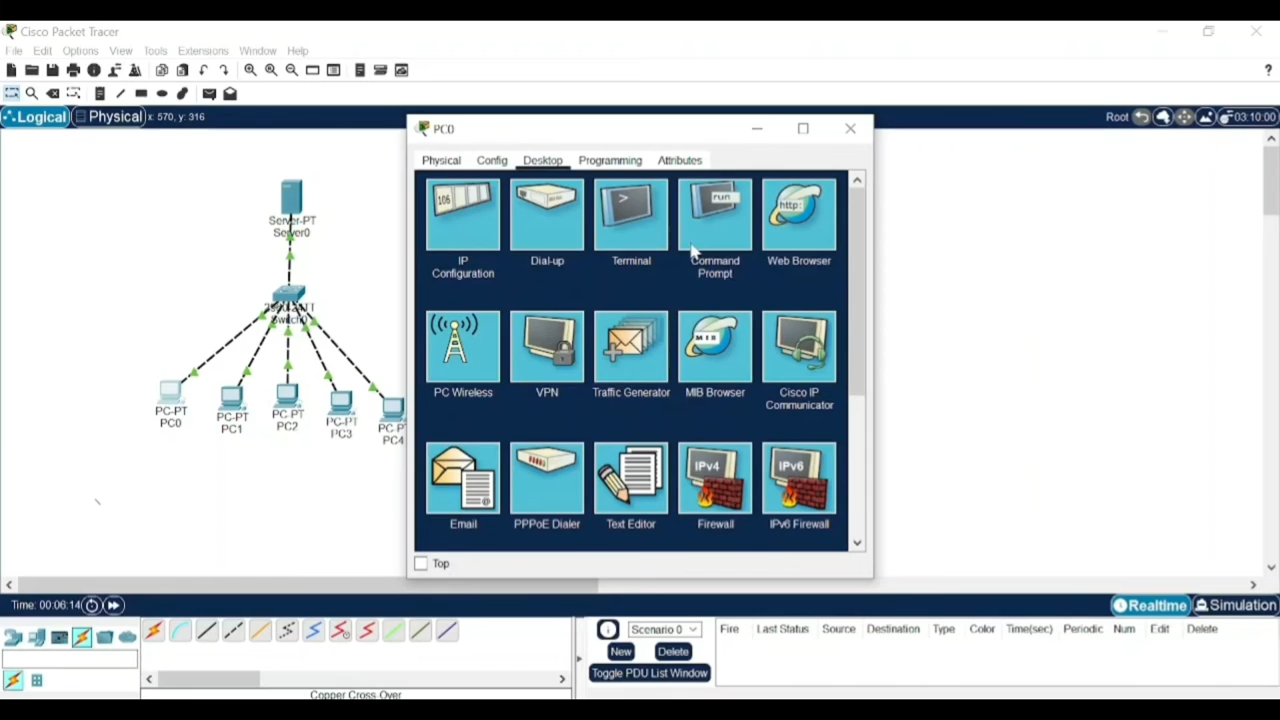 Cisco Packet Tracer
File Edit Options View Tools Extensions Window Help
?
Logical Physical x: 570, y: 316
Root 03:10:00
PC0
Physical Config Desktop Programming Attributes
106
>
run
http:
IP Configuration
Dial-up
Terminal
Command Prompt
Web Browser
MIB
PC Wireless
VPN
Traffic Generator
MIB Browser
Cisco IP Communicator
IPv4
IPv6
Email
PPPoE Dialer
Text Editor
Firewall
IPv6 Firewall
Top
Server-PT
Server0
Switch0
PC-PT
PC0
PC-PT
PC1
PC-PT
PC2
PC-PT
PC3
PC-PT
PC4
Time: 00:06:14
Realtime Simulation
Scenario 0
New Delete
Toggle PDU List Window
Fire Last Status Source Destination Type Color Time(sec) Periodic Num Edit Delete
Copper Cross-Over